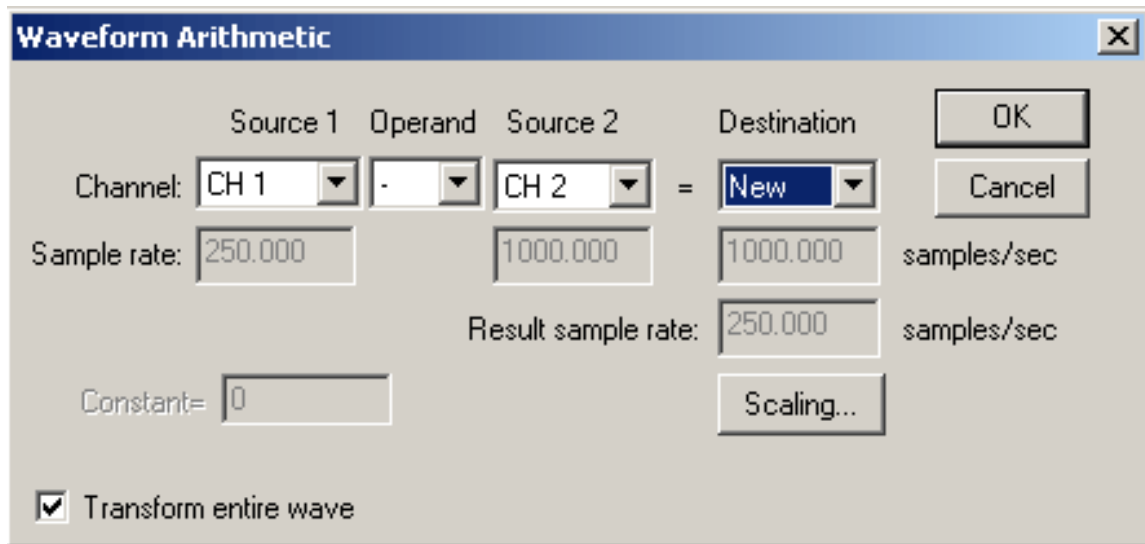 Waveform Arithmetic
Source 1 Operand Source 2 Destination OK
Channel: CH 1 - CH 2 = New Cancel
Sample rate: 250.000 1000.000 1000.000 samples/sec
Result sample rate: 250.000 samples/sec
Constant= 0 Scaling...
Transform entire wave